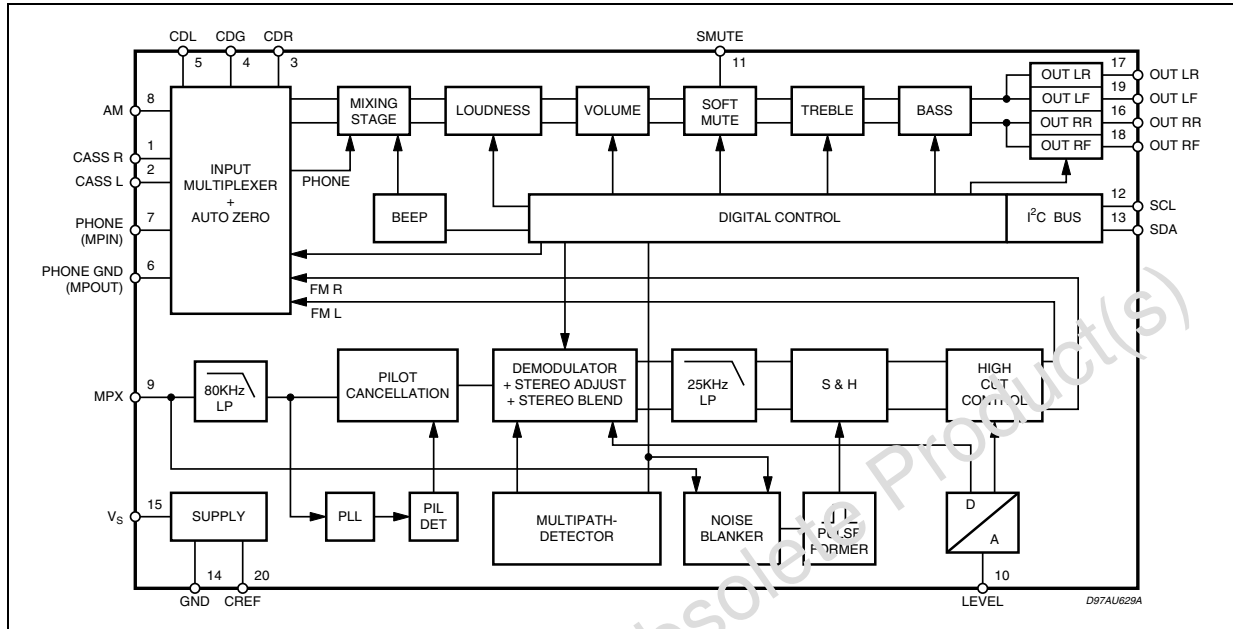 CDL CDG CDR SMUTE
5 4 3 11 17
AM 8
MIXING STAGE
LOUDNESS
VOLUME
SOFT MUTE
TREBLE
BASS
OUT LR OUT LR
19
OUT LF OUT LF
16
OUT RR OUT RR
18
OUT RF OUT RF
1
CASS R
2
CASS L
INPUT
MULTIPLEXER
+
AUTO ZERO
PHONE
BEEP
DIGITAL CONTROL
I²C BUS
12
SCL
13
SDA
7
PHONE
(MPIN)
6
PHONE GND
(MPOUT)
FM R
FM L
MPX 9
80KHz
LP
PILOT
CANCELLATION
DEMODULATOR
+ STEREO ADJUST
+ STEREO BLEND
25KHz
LP
S & H
HIGH
CUT
CONTROL
VS 15
SUPPLY
PLL
PIL
DET
MULTIPATH-
DETECTOR
NOISE
BLANKER
PULSE
FORMER
D
A
14 20 10
GND CREF LEVEL
D97AU629A
Obsolete Product(s)